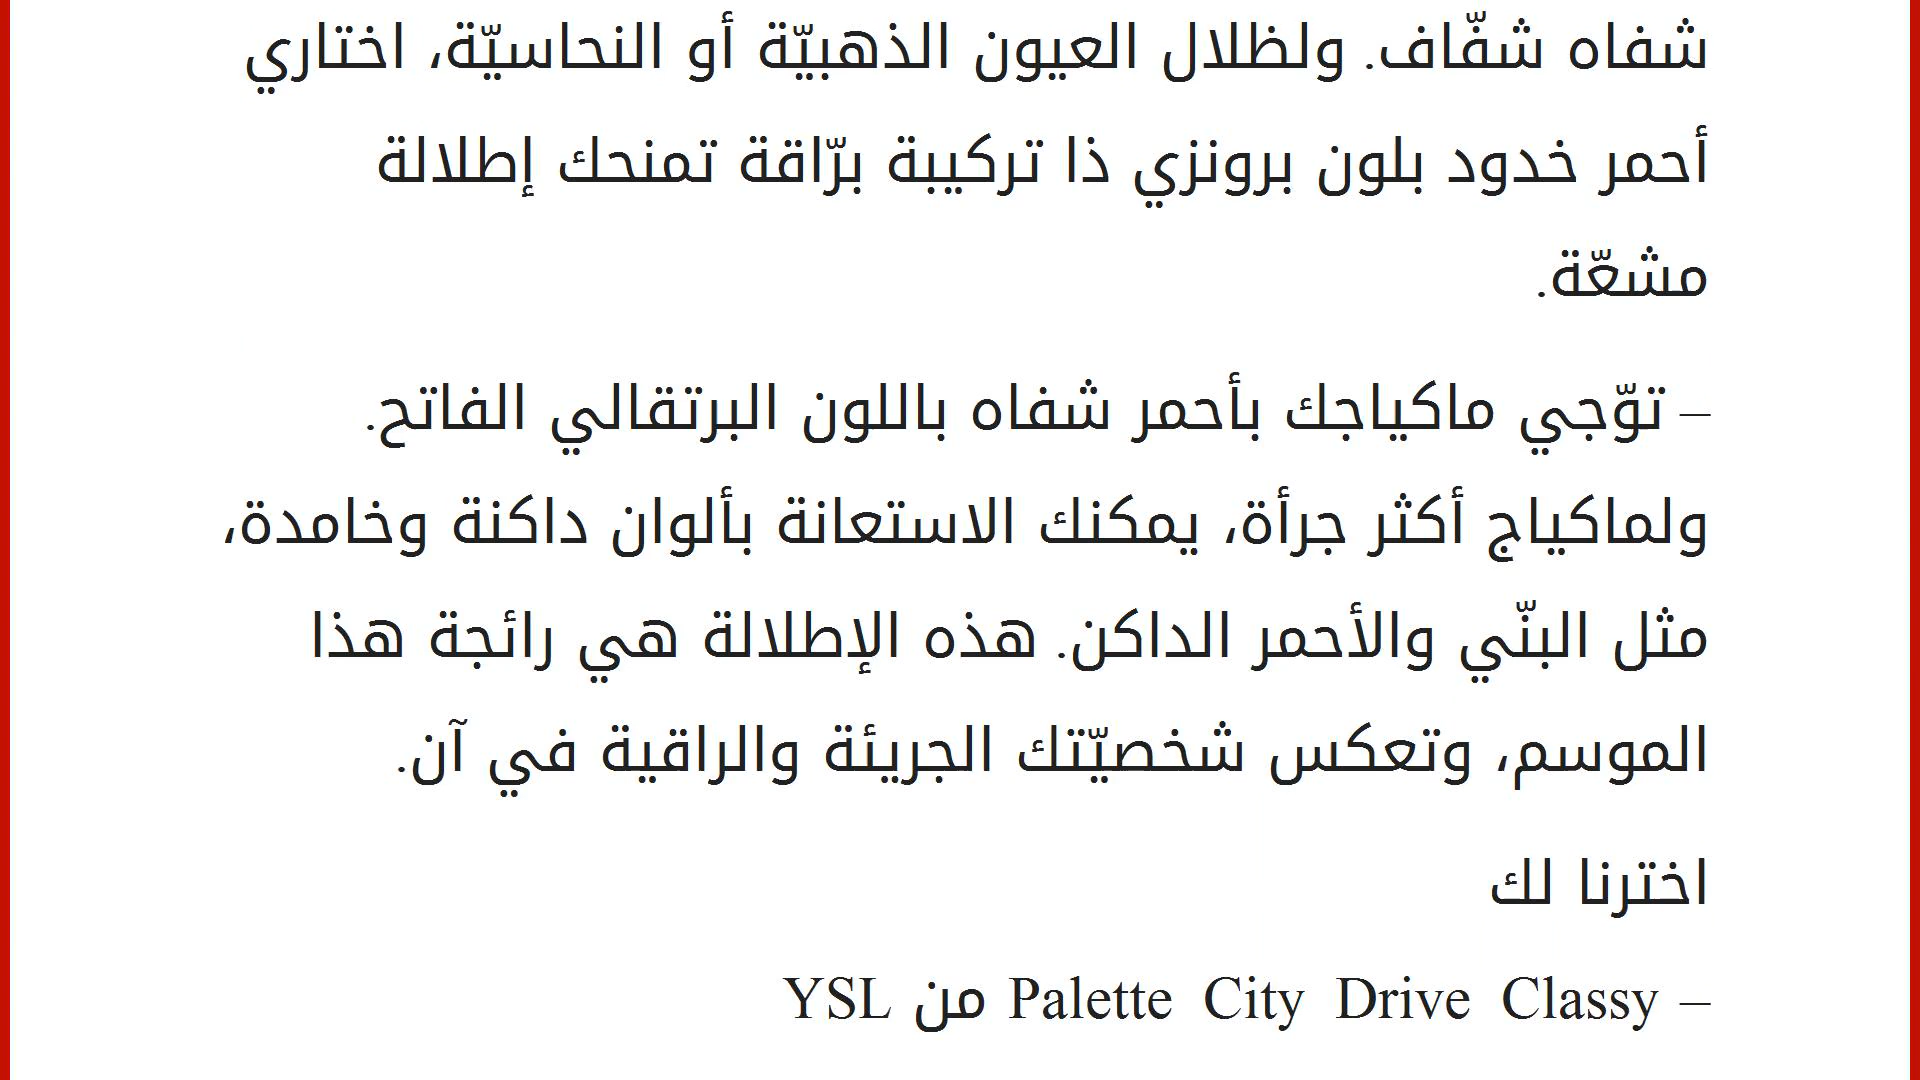 شفاه شفّاف. ولظلال العيون الذهبيّة أو النحاسيّة، اختاري
أحمر خدود بلون برونزي ذا تركيبة برّاقة تمنحك إطلالة
مشعّة.
– توّجي ماكياجك بأحمر شفاه باللون البرتقالي الفاتح.
ولماكياج أكثر جرأة، يمكنك الاستعانة بألوان داكنة وخامدة،
مثل البنّي والأحمر الداكن. هذه الإطلالة هي رائجة هذا
الموسم، وتعكس شخصيّتك الجريئة والراقية في آن.
اخترنا لك
– Palette City Drive Classy من YSL